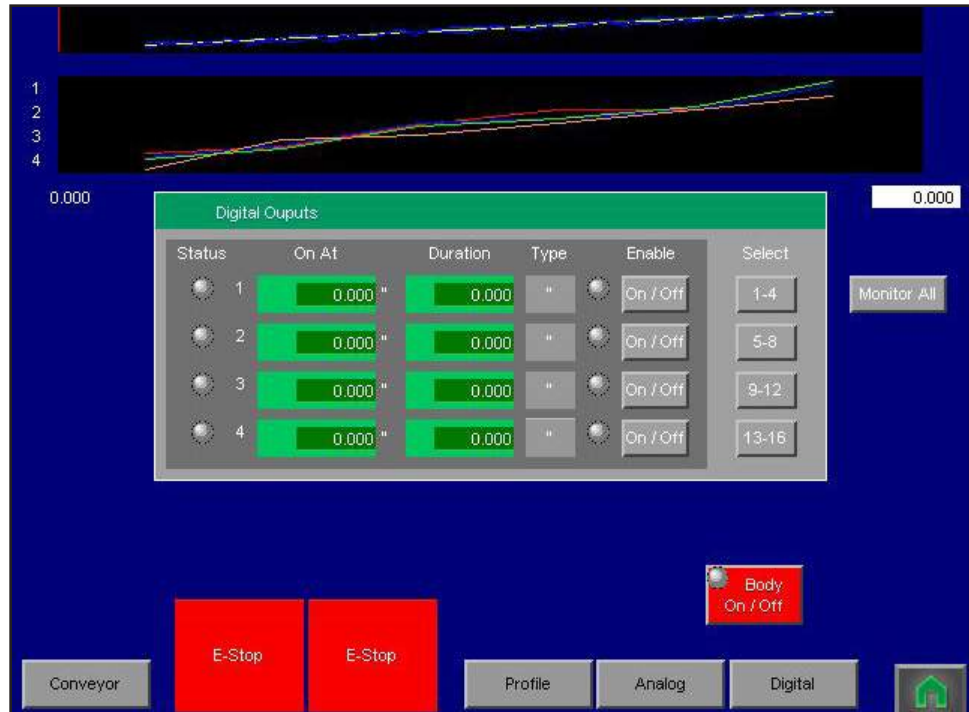 1
2
3
4
0.000 0.000
Digital Ouputs
Status On At Duration Type Enable Select
1 0.000 " 0.000 " On / Off 1-4 Monitor All
2 0.000 " 0.000 " On / Off 5-8
3 0.000 " 0.000 " On / Off 9-12
4 0.000 " 0.000 " On / Off 13-16
Body
On / Off
E-Stop E-Stop
Conveyor Profile Analog Digital